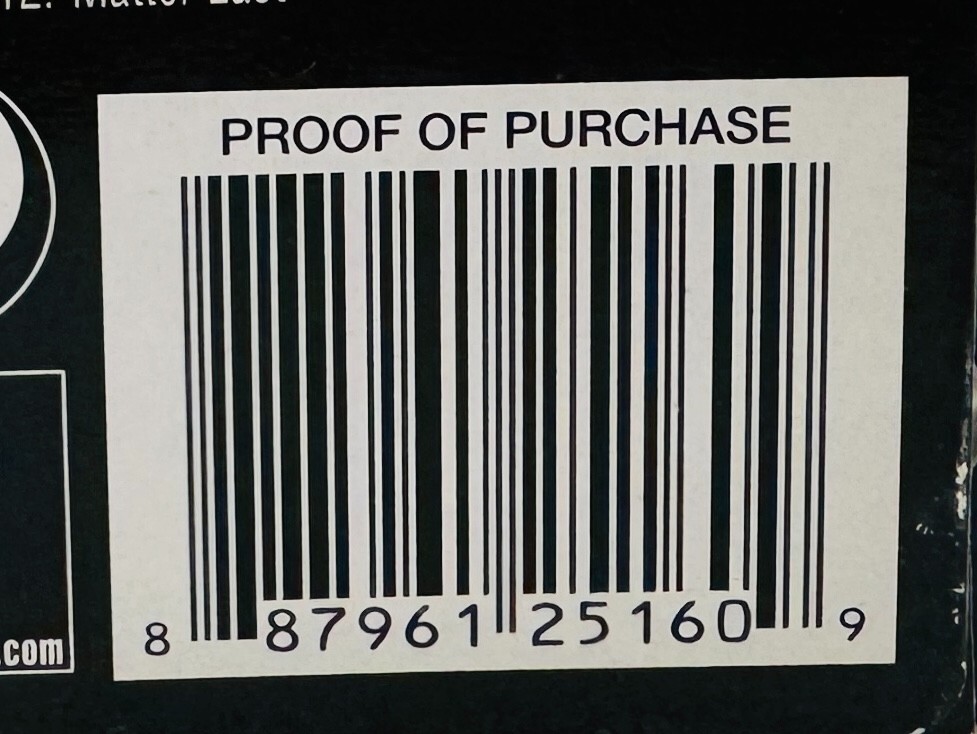 PROOF OF PURCHASE
8 87961 25160 9
.com